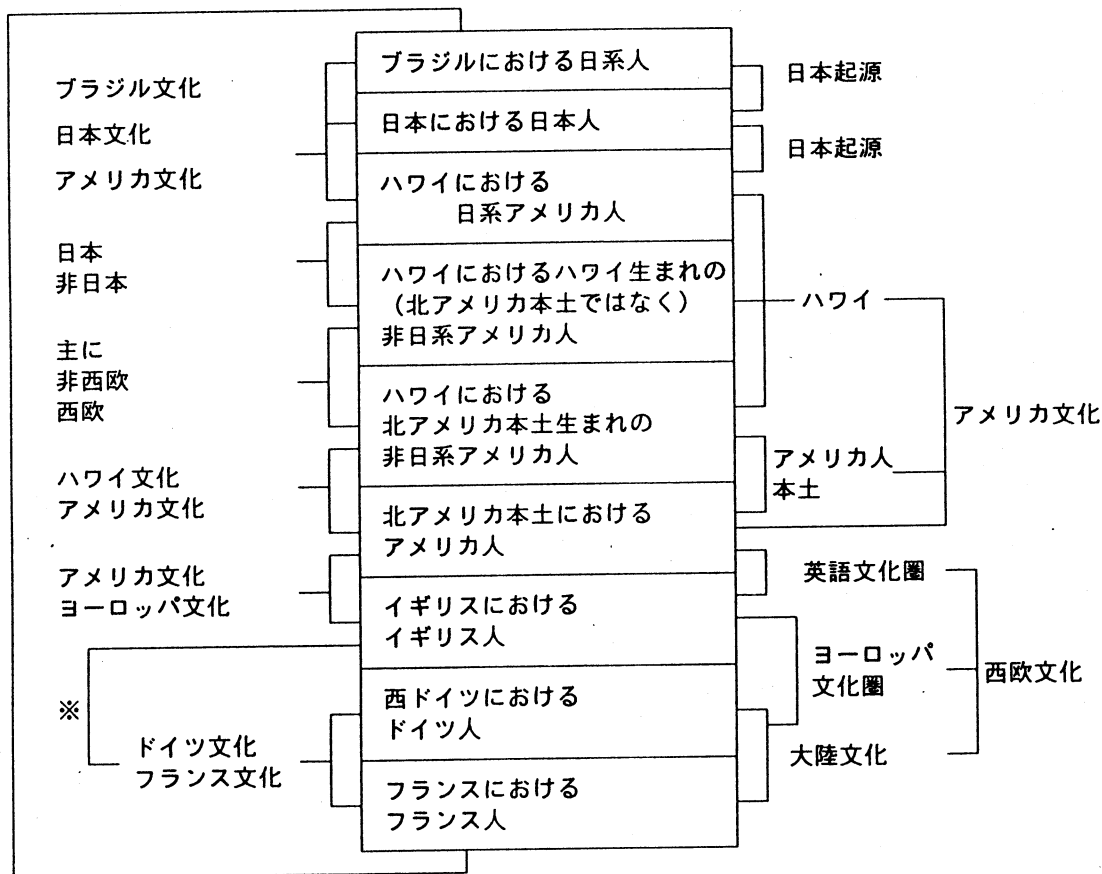 ブラジル文化
日本文化
アメリカ文化
日本
非日本
主に
非西欧
西欧
ハワイ文化
アメリカ文化
アメリカ文化
ヨーロッパ文化
※
ドイツ文化
フランス文化
ブラジルにおける日系人
日本における日本人
ハワイにおける
日系アメリカ人
ハワイにおけるハワイ生まれの
(北アメリカ本土ではなく)
非日系アメリカ人
ハワイにおける
北アメリカ本土生まれの
非日系アメリカ人
北アメリカ本土における
アメリカ人
イギリスにおける
イギリス人
西ドイツにおける
ドイツ人
フランスにおける
フランス人
日本起源
日本起源
ハワイ
アメリカ人
本土
アメリカ文化
英語文化圏
ヨーロッパ
文化圏
大陸文化
西欧文化